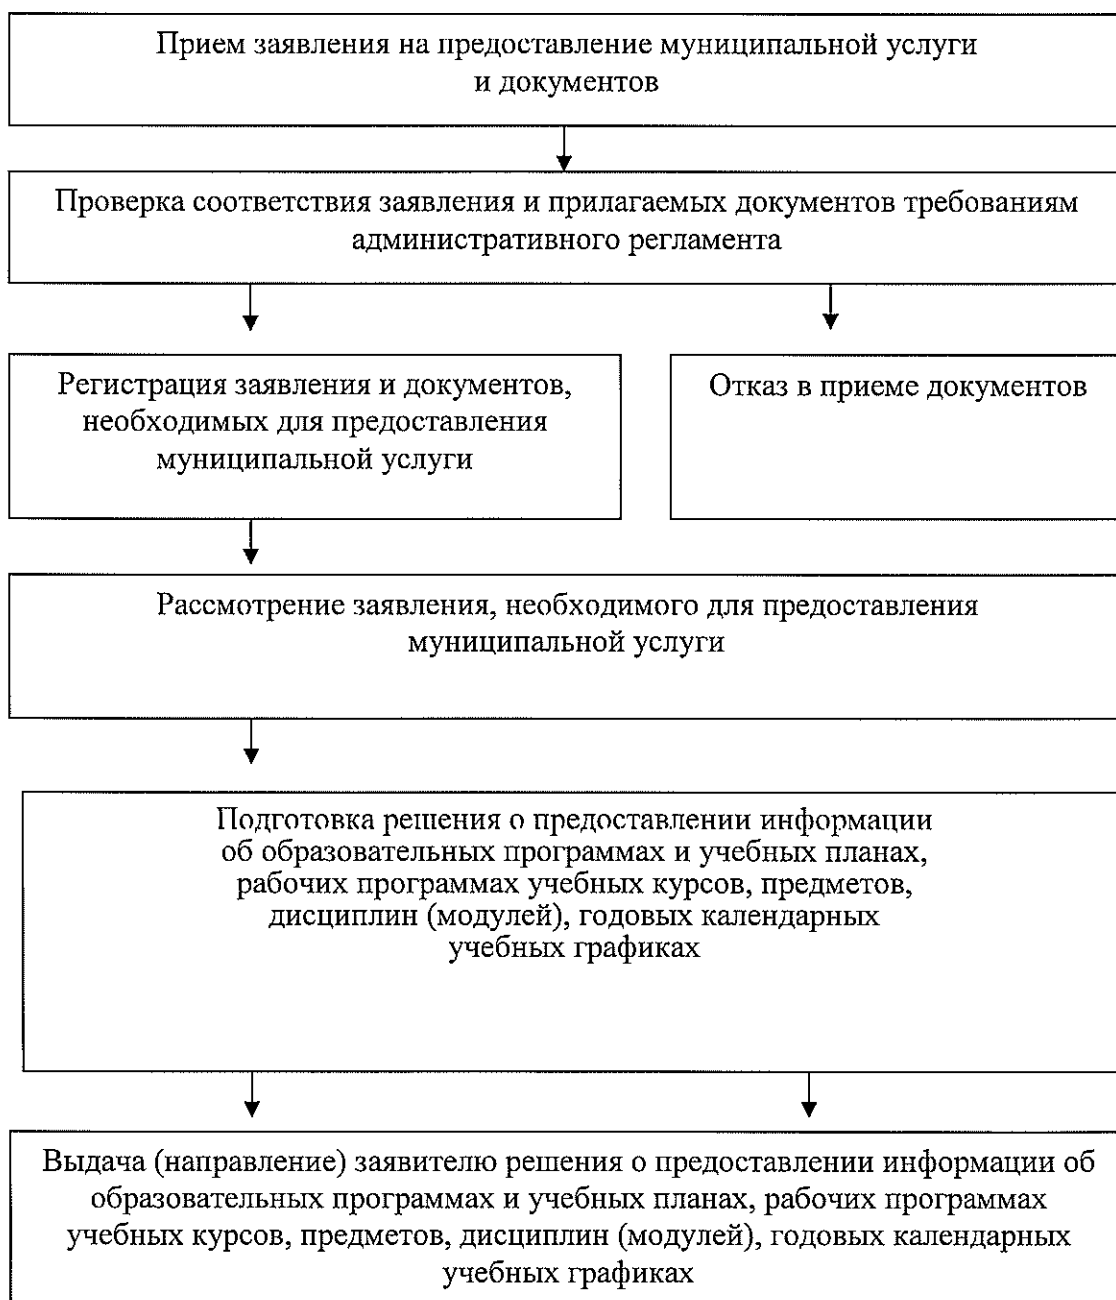 Прием заявления на предоставление муниципальной услуги
и документов
Проверка соответствия заявления и прилагаемых документов требованиям
административного регламента
Регистрация заявления и документов,
необходимых для предоставления
муниципальной услуги
Отказ в приеме документов
Рассмотрение заявления, необходимого для предоставления
муниципальной услуги
Подготовка решения о предоставлении информации
об образовательных программах и учебных планах,
рабочих программах учебных курсов, предметов,
дисциплин (модулей), годовых календарных
учебных графиках
Выдача (направление) заявителю решения о предоставлении информации об
образовательных программах и учебных планах, рабочих программах
учебных курсов, предметов, дисциплин (модулей), годовых календарных
учебных графиках